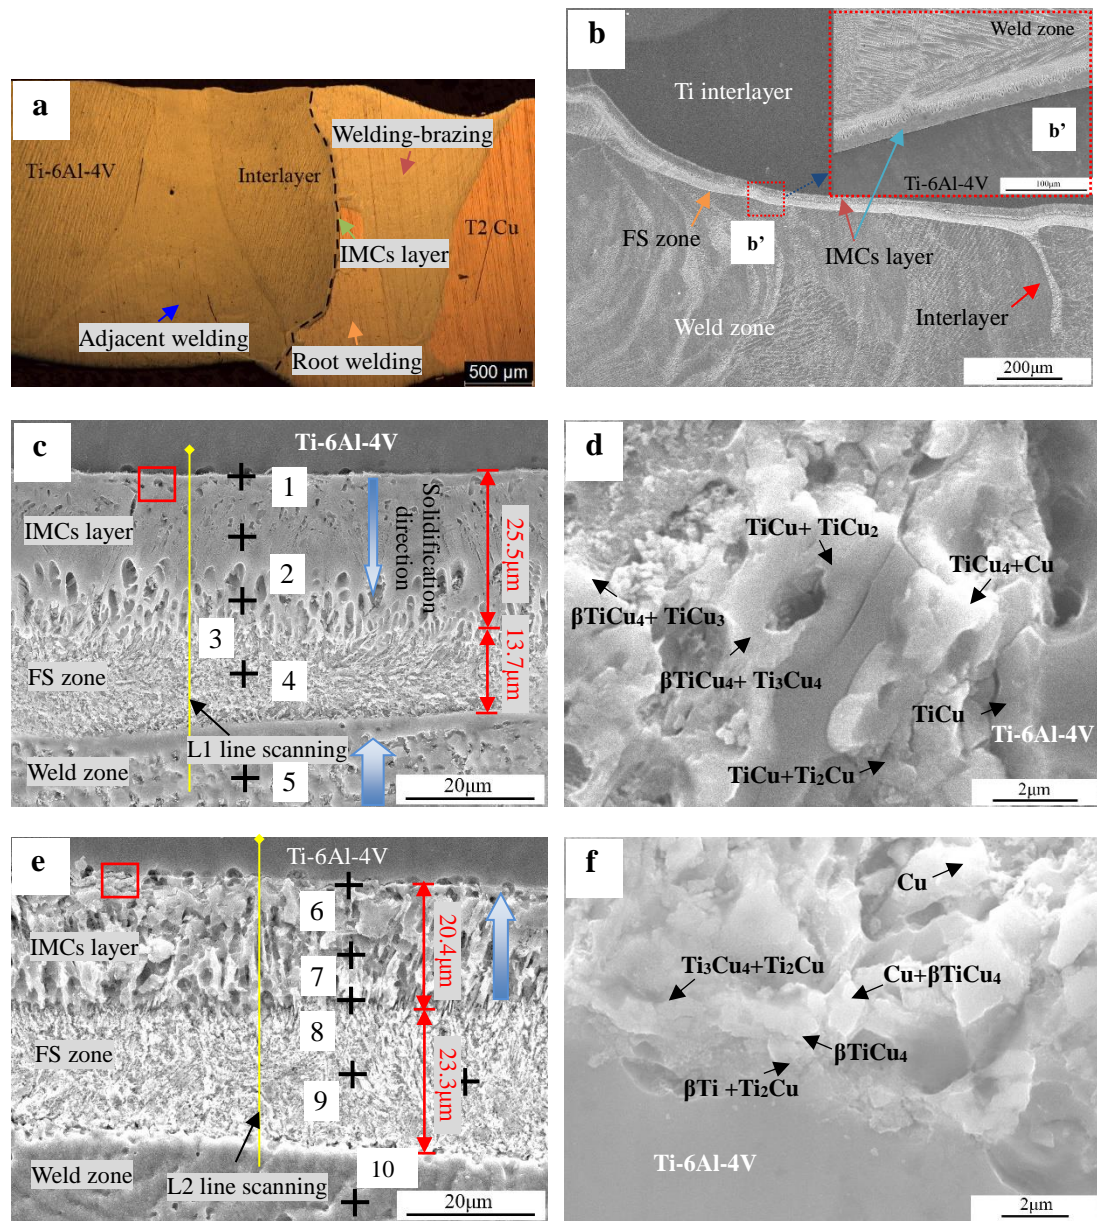 a
Ti-6Al-4V
Interlayer
Welding-brazing
T2 Cu
IMCs layer
Adjacent welding
Root welding
500 μm
b
Ti interlayer
Weld zone
b’
Ti-6Al-4V
100μm
FS zone
b’
IMCs layer
Weld zone
Interlayer
200μm
c
Ti-6Al-4V
1
IMCs layer
2
Solidification
direction
25.5μm
3
FS zone
4
13.7μm
L1 line scanning
Weld zone
5
20μm
d
TiCu+ TiCu₂
TiCu₄+Cu
βTiCu₄+ TiCu₃
βTiCu₄+ Ti₃Cu₄
TiCu
Ti-6Al-4V
TiCu+Ti₂Cu
2μm
e
Ti-6Al-4V
6
IMCs layer
20.4μm
7
8
FS zone
23.3μm
9
Weld zone
L2 line scanning
10
20μm
f
Cu
Ti₃Cu₄+Ti₂Cu
Cu+βTiCu₄
βTiCu₄
βTi +Ti₂Cu
Ti-6Al-4V
2μm